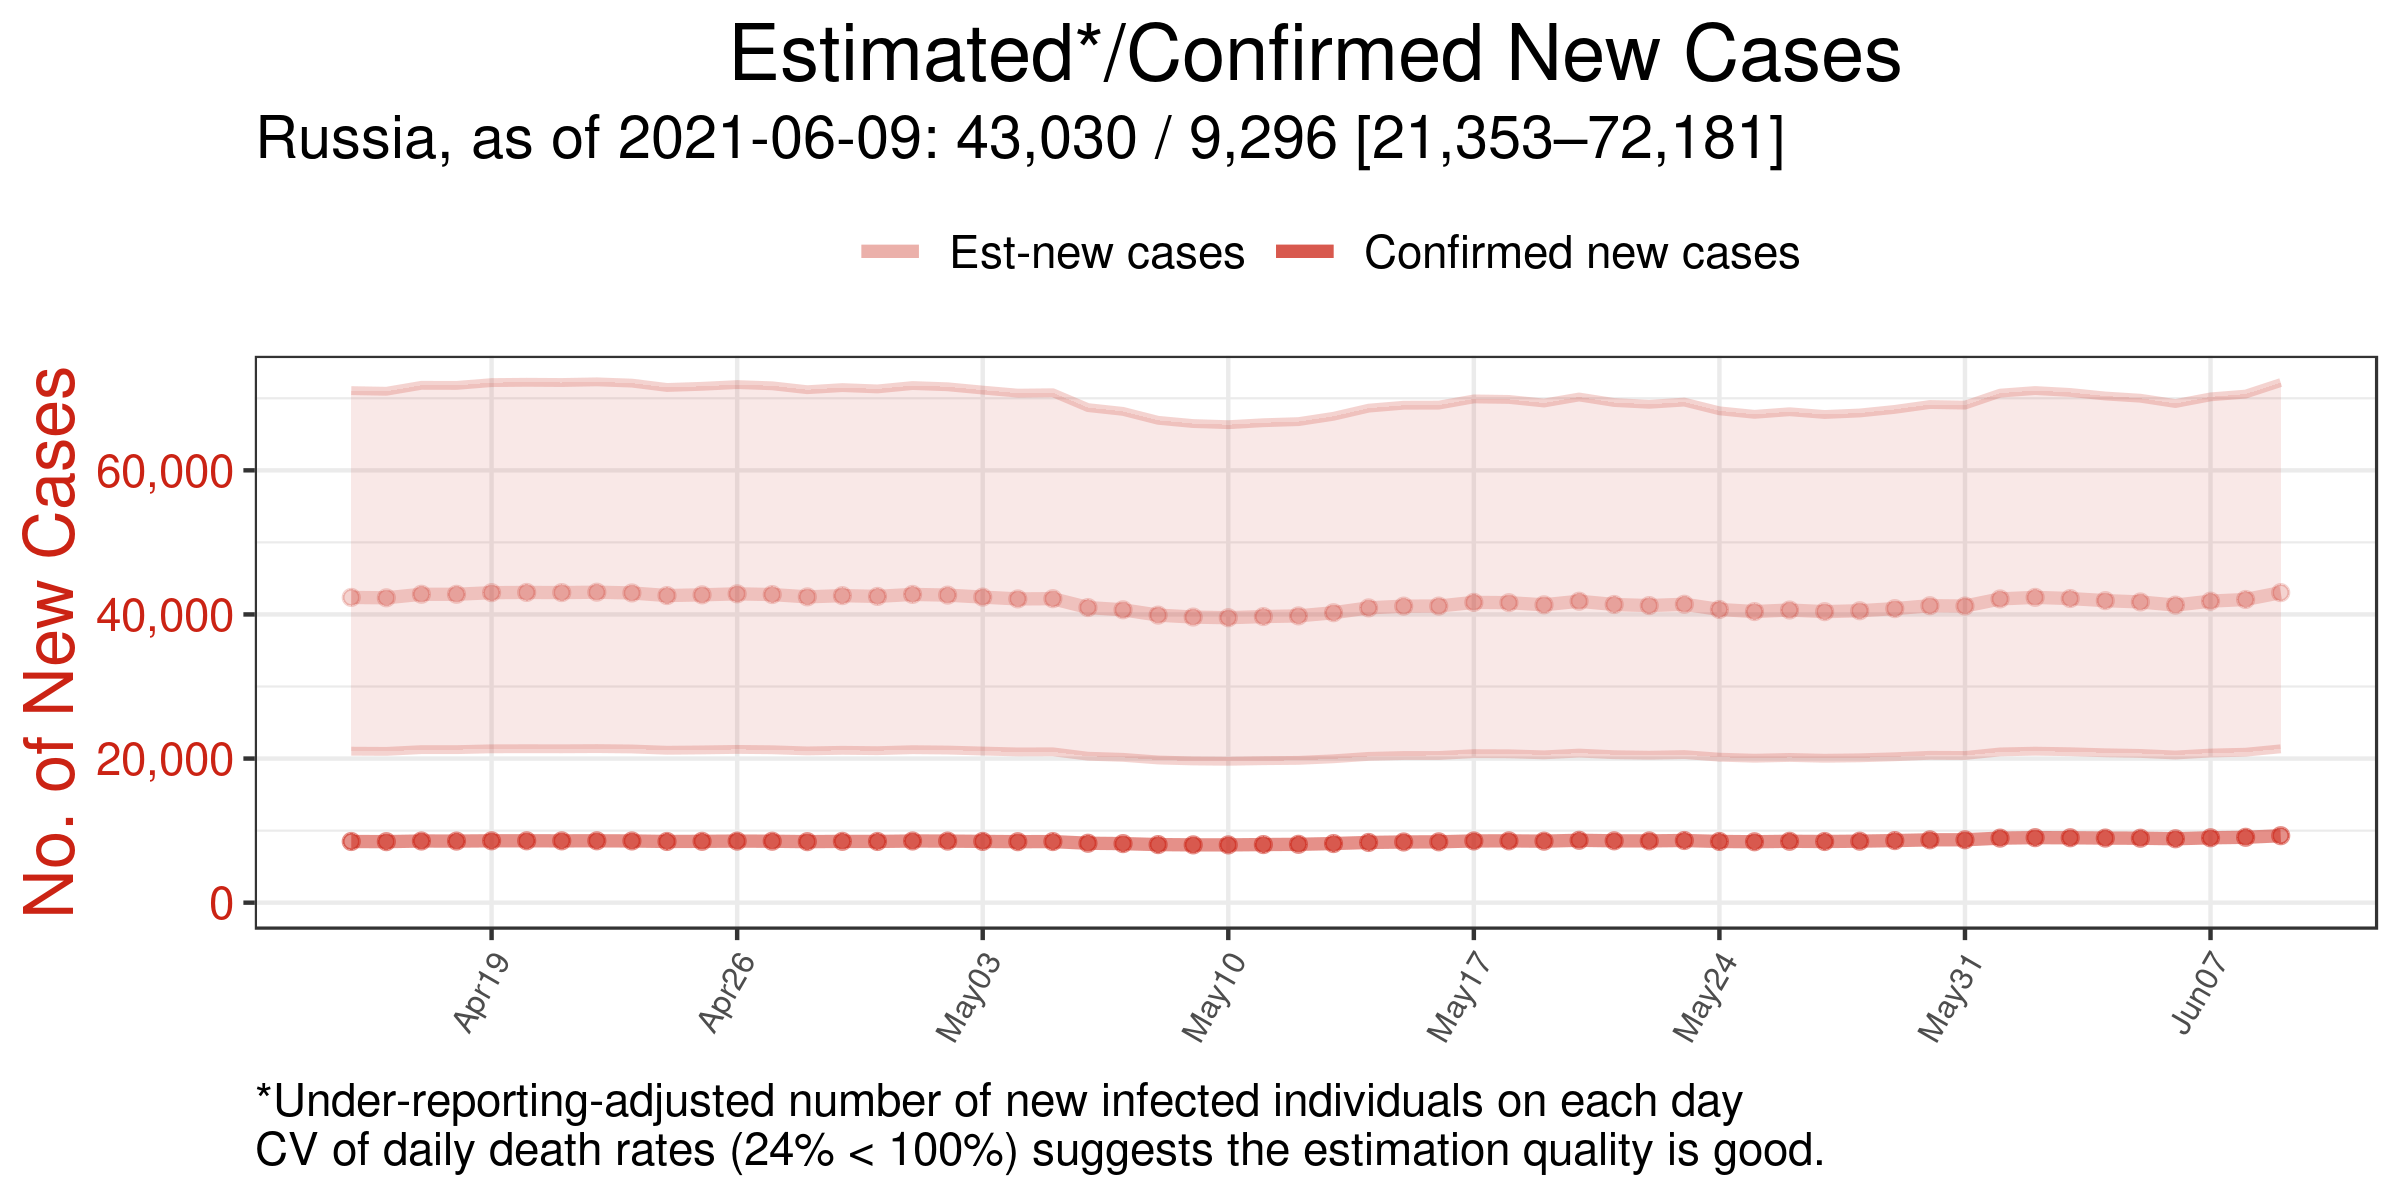 Estimated*/Confirmed New Cases
Russia, as of 2021-06-09: 43,030 / 9,296 [21,353–72,181]
Est-new cases Confirmed new cases
No. of New Cases
60,000
40,000
20,000
0
Apr19 Apr26 May03 May10 May17 May24 May31 Jun07
*Under-reporting-adjusted number of new infected individuals on each day
CV of daily death rates (24% < 100%) suggests the estimation quality is good.